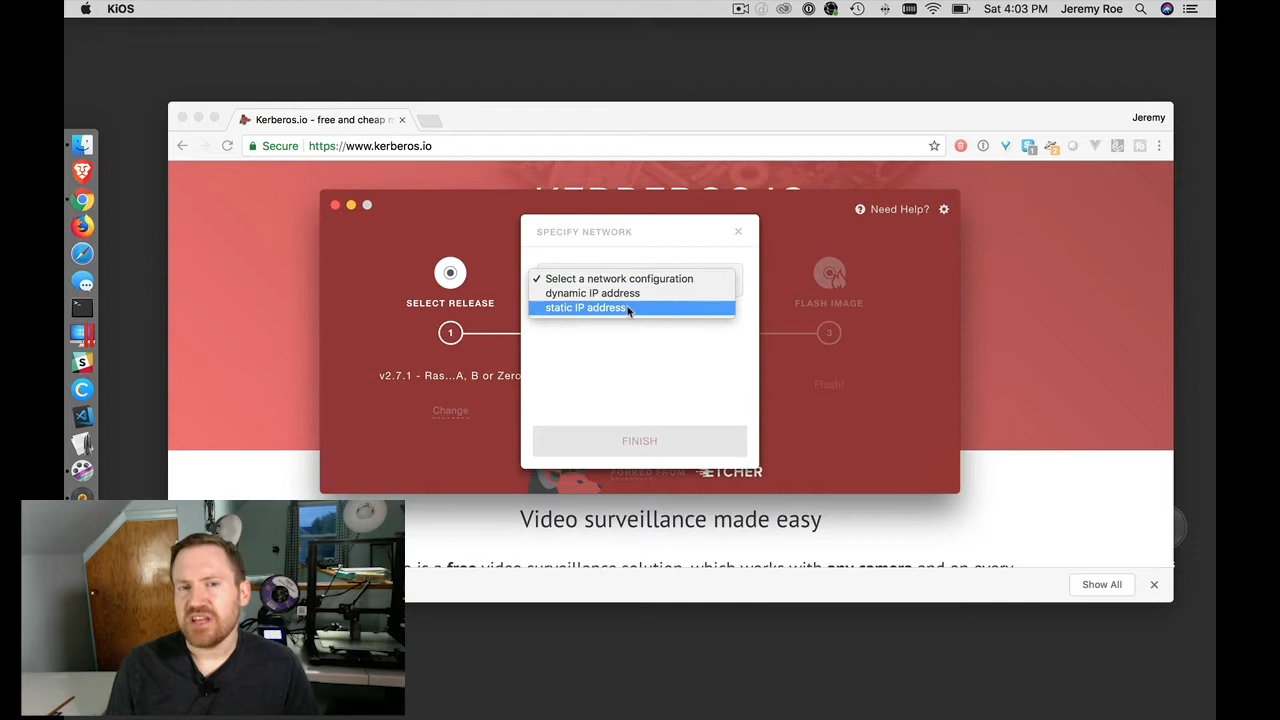 KiOS
Sat 4:03 PM
Jeremy Roe
Kerberos.io - free and cheap
Jeremy
Secure
https://www.kerberos.io
Need Help?
SPECIFY NETWORK
Select a network configuration
dynamic IP address
static IP address
SELECT RELEASE
FLASH IMAGE
1
3
v2.7.1 - Ras...A, B or Zero
Flash!
Change
FINISH
FORKED FROM
ETCHER
Video surveillance made easy
is a free video surveillance solution, which works with any camera and on every
Show All